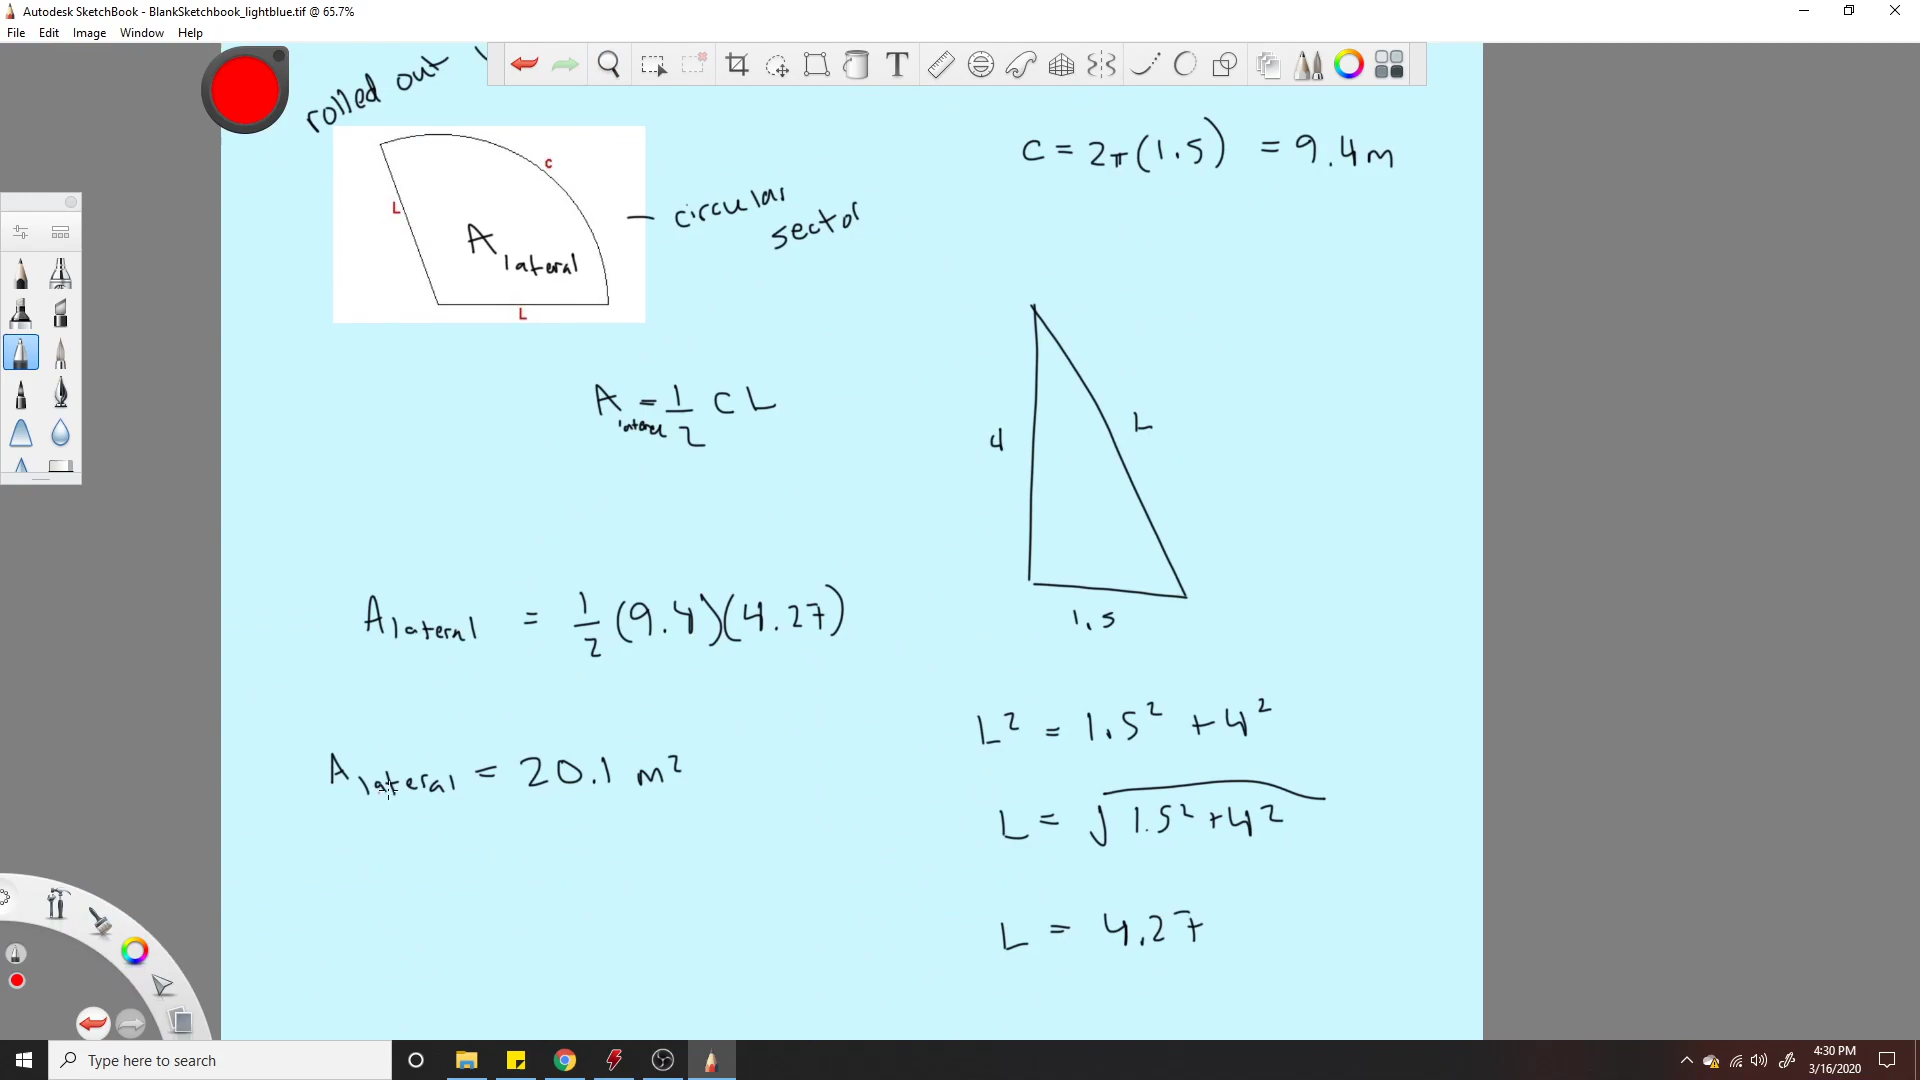 Autodesk SketchBook - BlankSketchbook_lightblue.tif @ 65.7%
File Edit Image Window Help
rolled out
C = 2π(1.5) = 9.4m
c
L
A lateral
L
— circular
sector
A lateral = 1/2 C L
4
L
1.5
A lateral = 1/2 (9.4)(4.27)
L² = 1.5² + 4²
A lateral = 20.1 m²
L = √1.5² + 4²
L = 4.27
Type here to search
4:30 PM
3/16/2020